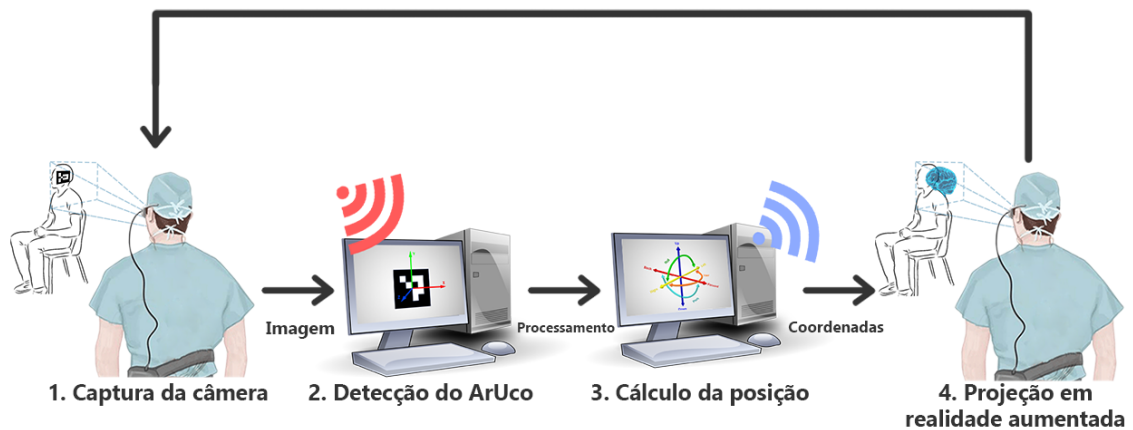 Imagem
Processamento
Coordenadas
1. Captura da câmera
2. Detecção do ArUco
3. Cálculo da posição
4. Projeção em
realidade aumentada